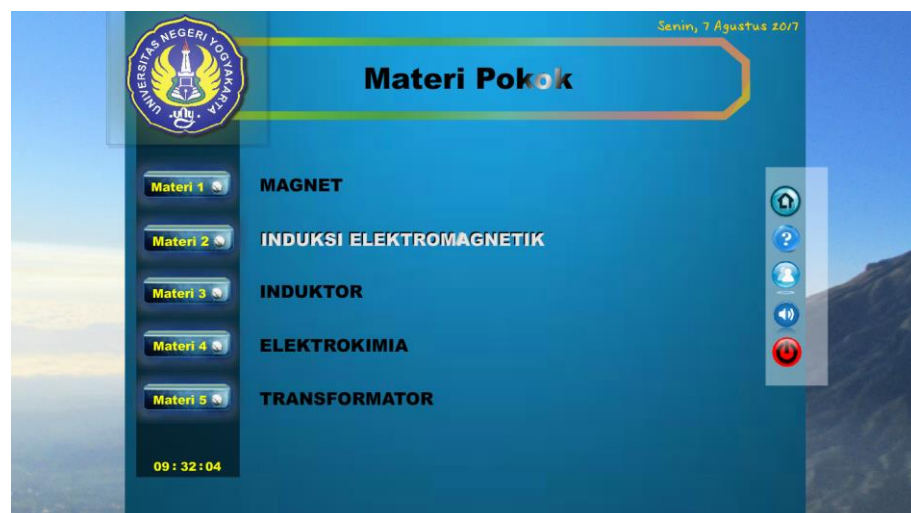 Senin, 7 Agustus 2017
UNIVERSITAS NEGERI YOGYAKARTA
Materi Pokok
Materi 1 MAGNET
Materi 2 INDUKSI ELEKTROMAGNETIK
Materi 3 INDUKTOR
Materi 4 ELEKTROKIMIA
Materi 5 TRANSFORMATOR
09:32:04